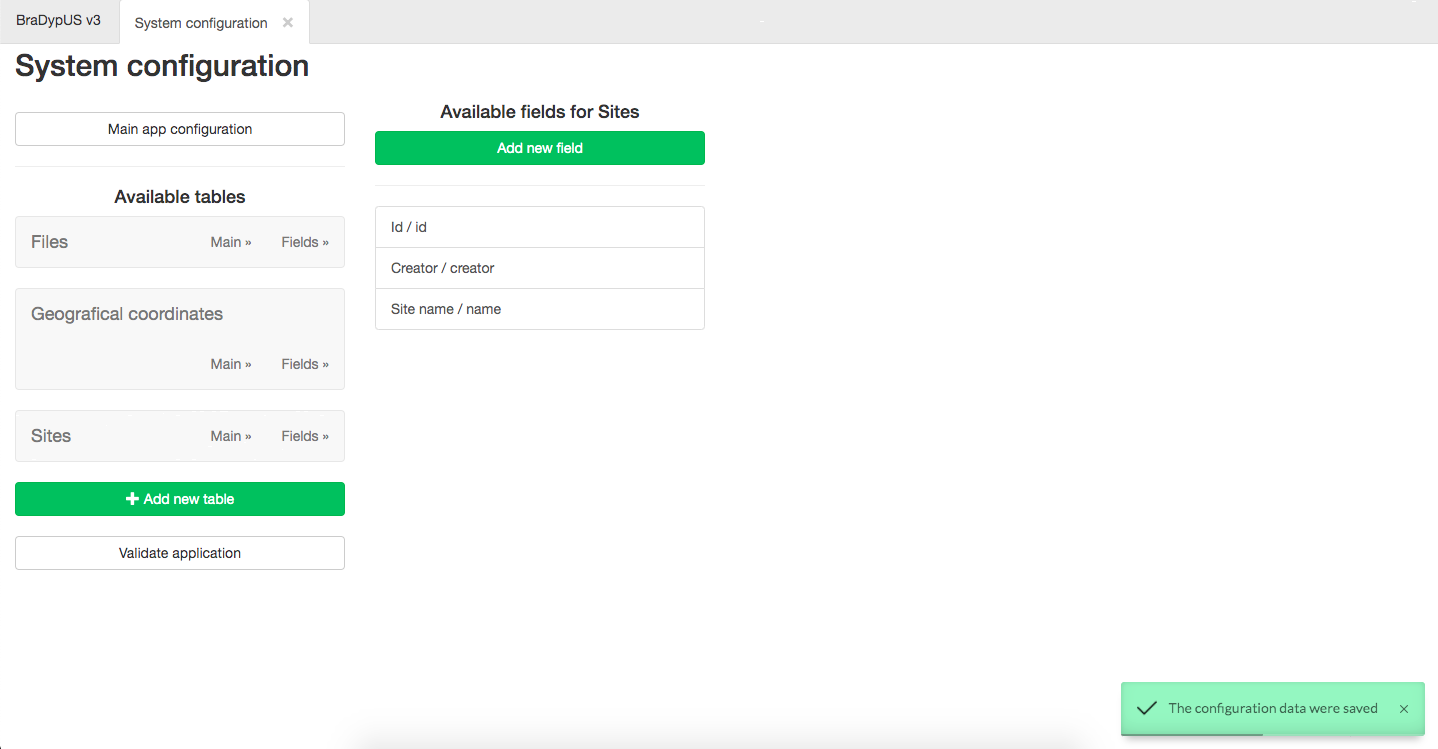 BraDypUS v3
System configuration ×
System configuration
Main app configuration
Available tables
Files Main » Fields »
Geografical coordinates
Main » Fields »
Sites Main » Fields »
Add new table
Validate application
Available fields for Sites
Add new field
Id / id
Creator / creator
Site name / name
The configuration data were saved ×